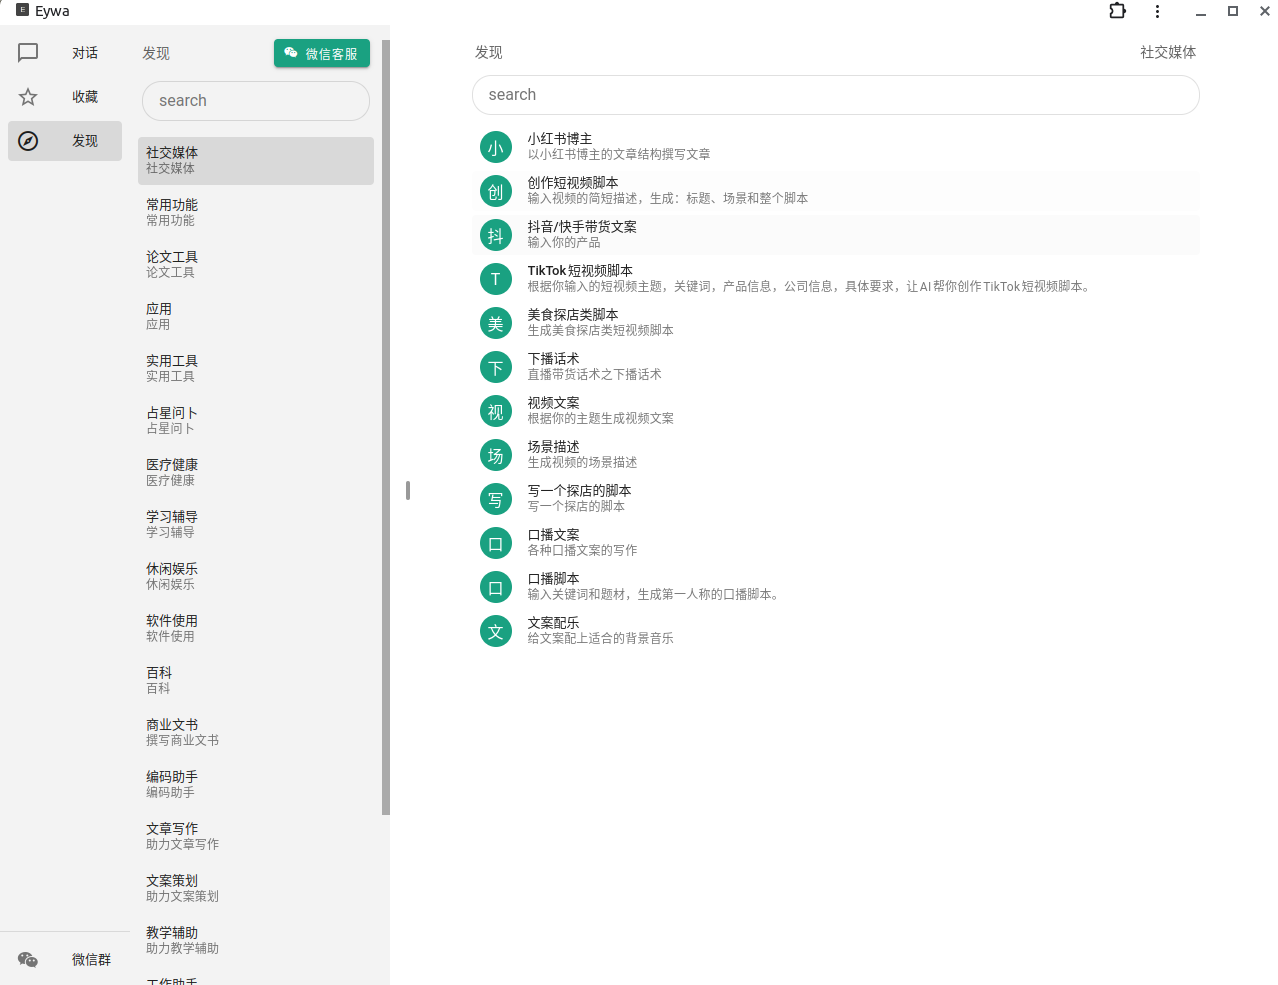 E Eywa
对话
收藏
发现
微信群
发现
微信客服
search
社交媒体
社交媒体
常用功能
常用功能
论文工具
论文工具
应用
应用
实用工具
实用工具
占星问卜
占星问卜
医疗健康
医疗健康
学习辅导
学习辅导
休闲娱乐
休闲娱乐
软件使用
软件使用
百科
百科
商业文书
撰写商业文书
编码助手
编码助手
文章写作
助力文章写作
文案策划
助力文案策划
教学辅助
助力教学辅助
工作助手
发现
社交媒体
search
小
小红书博主
以小红书博主的文章结构撰写文章
创
创作短视频脚本
输入视频的简短描述，生成：标题、场景和整个脚本
抖
抖音/快手带货文案
输入你的产品
T
TikTok短视频脚本
根据你输入的短视频主题，关键词，产品信息，公司信息，具体要求，让AI帮你创作TikTok短视频脚本。
美
美食探店类脚本
生成美食探店类短视频脚本
下
下播话术
直播带货话术之下播话术
视
视频文案
根据你的主题生成视频文案
场
场景描述
生成视频的场景描述
写
写一个探店的脚本
写一个探店的脚本
口
口播文案
各种口播文案的写作
口
口播脚本
输入关键词和题材，生成第一人称的口播脚本。
文
文案配乐
给文案配上适合的背景音乐